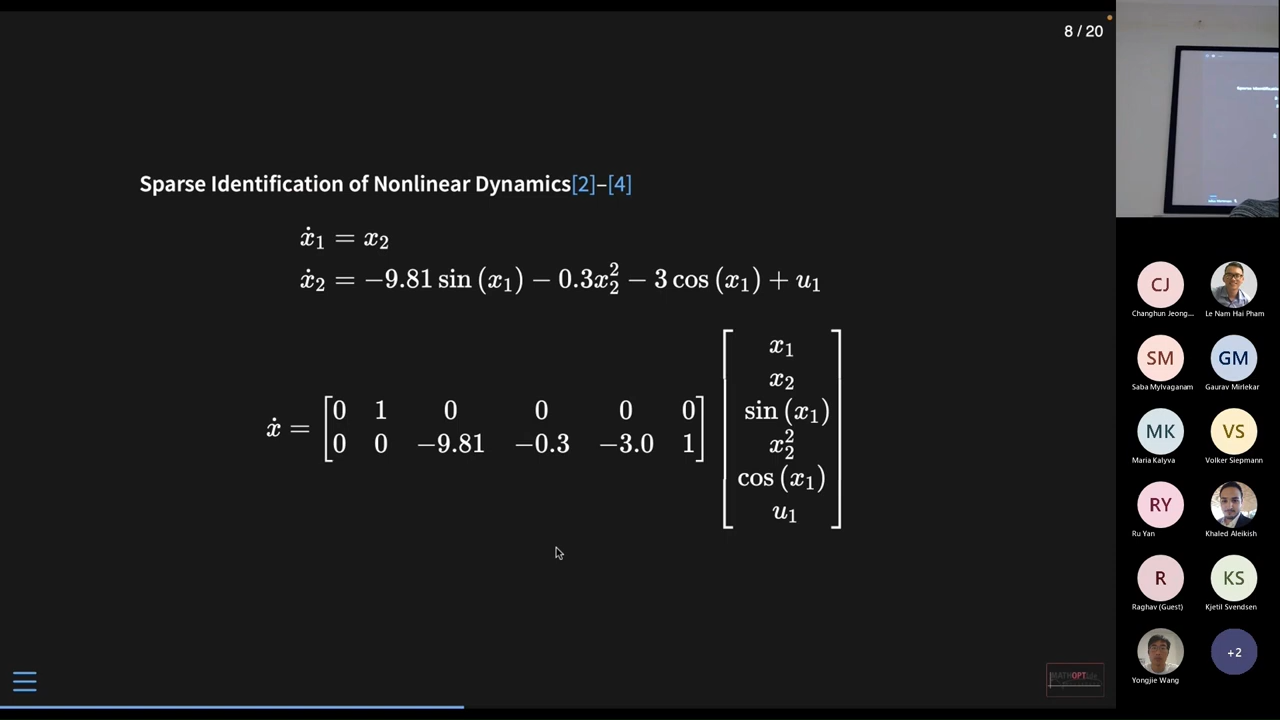 8 / 20
Sparse Identification of Nonlinear Dynamics[2]–[4]
ẋ₁ = x₂
ẋ₂ = −9.81 sin (x₁) − 0.3x₂² − 3 cos (x₁) + u₁
ẋ =
[0 1 0 0 0 0]
[0 0 −9.81 −0.3 −3.0 1]
x₁
x₂
sin (x₁)
x₂²
cos (x₁)
u₁
CJ
Changhun Jeong...
Le Nam Hai Pham
SM
GM
Saba Mylvaganam
Gaurav Mirlekar
MK
VS
Maria Kalyva
Volker Siepmann
RY
Ru Yan
Khaled Aleikish
R
KS
Raghav (Guest)
Kjetil Svendsen
+2
Yongjie Wang